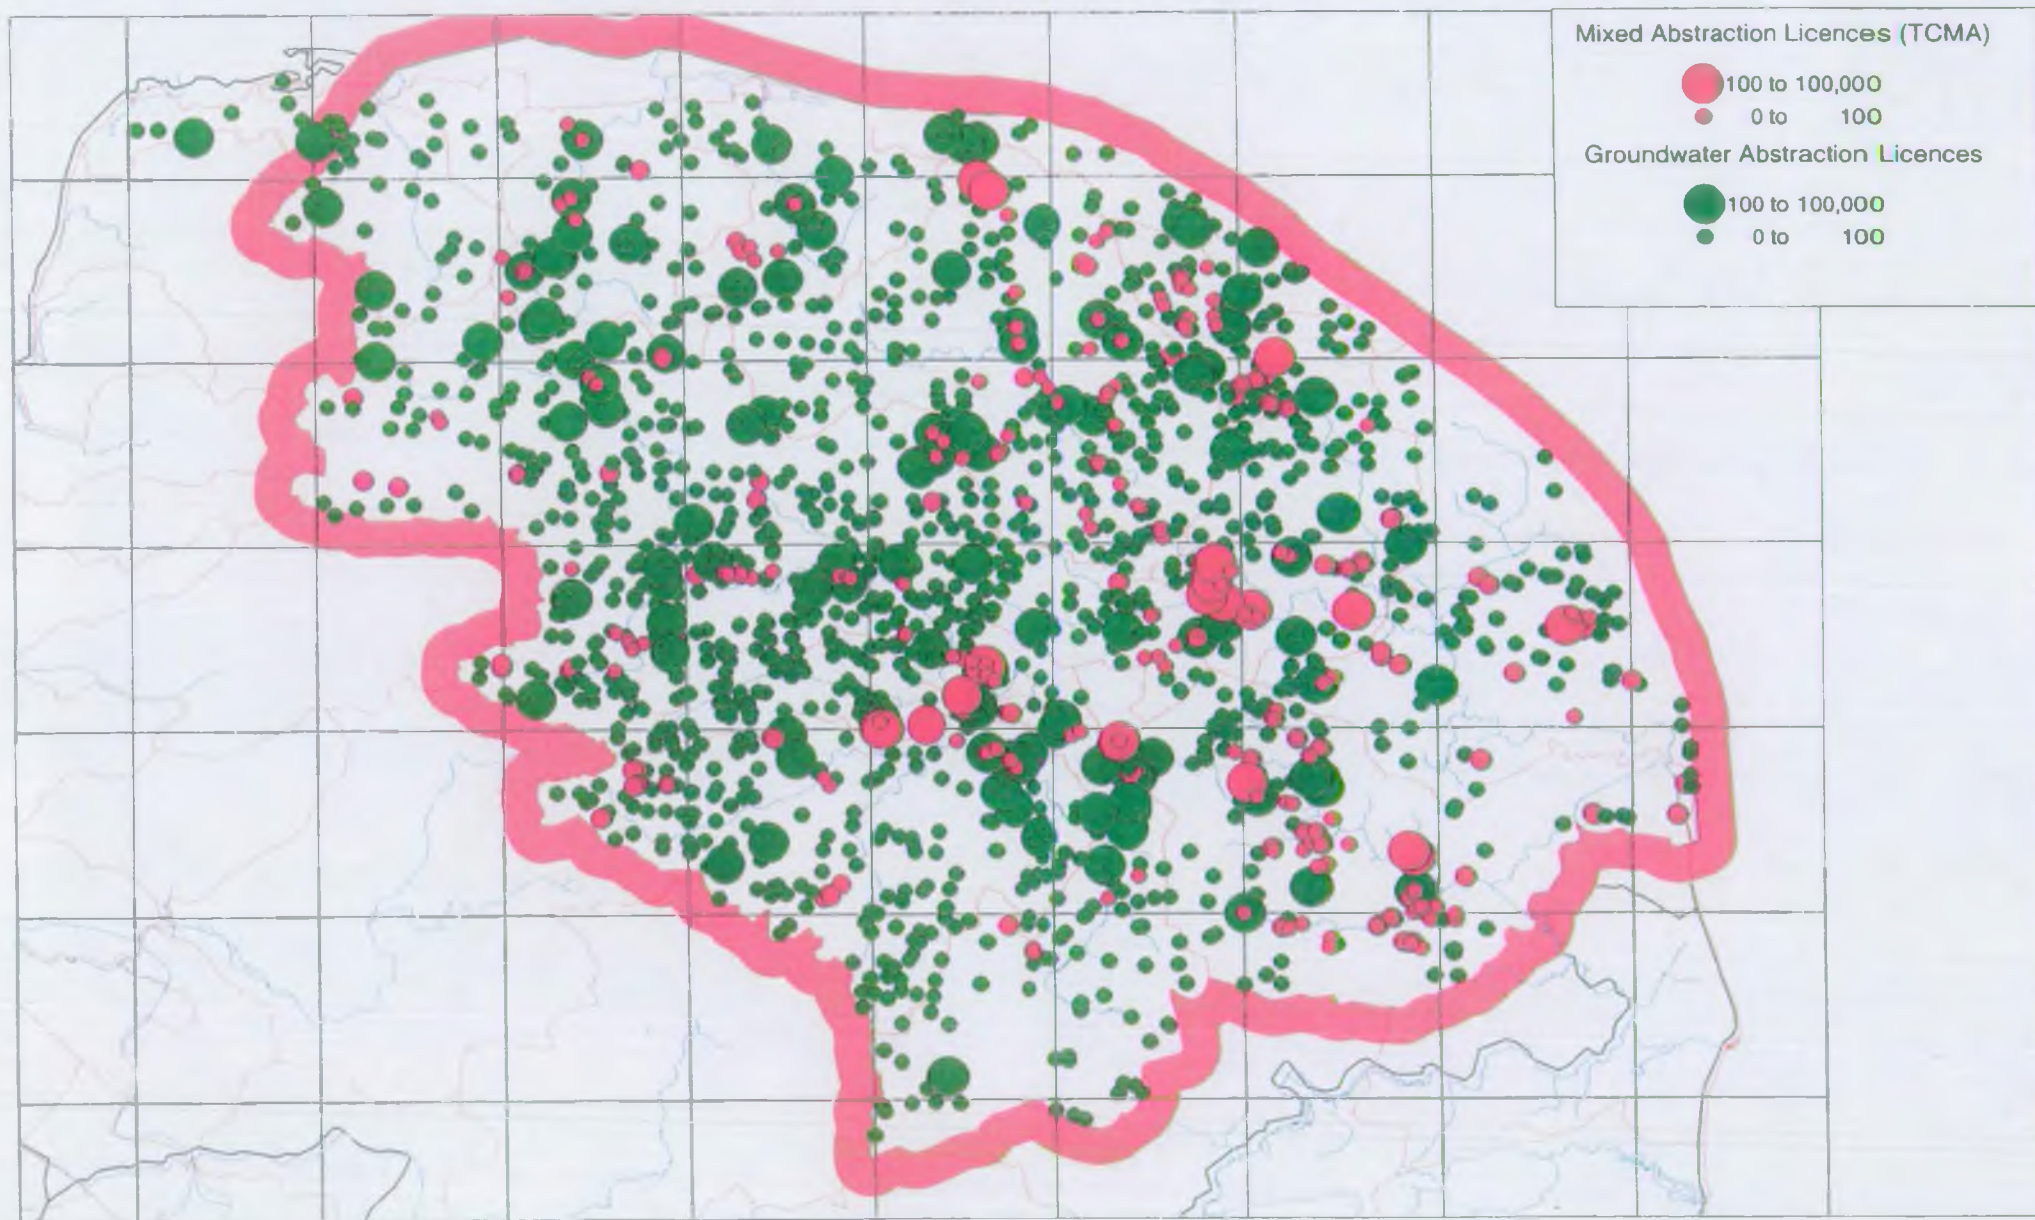 Mixed Abstraction Licences (TCMA)
100 to 100,000
0 to 100
Groundwater Abstraction Licences
100 to 100,000
0 to 100